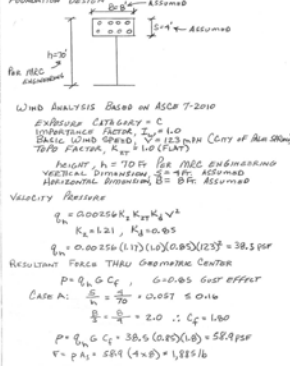 FOUNDATION DESIGN
B=8' ASSUMED
S=4' ASSUMED
h=70'
PER MRC
ENGINEERING
WIND ANALYSIS BASED ON ASCE 7-2010
EXPOSURE CATEGORY = C
IMPORTANCE FACTOR, Iw = 1.0
BASIC WIND SPEED, V = 123 MPH (CITY OF PALM
TOPO FACTOR, KZT = 1.0 (FLAT)
HEIGHT, h = 70 FT PER MRC ENGINEERING
VERTICAL DIMENSION, S = 4 FT. ASSUMED
HORIZONTAL DIMENSION, B = 8 FT. ASSUMED
VELOCITY PRESSURE
qh = 0.00256 Kz Kzt Kd V²
Kz = 1.21 , Kd = 0.85
qh = 0.00256 (1.17)(1.0)(0.85)(123)² = 38.5 PSF
RESULTANT FORCE THRU GEOMETRIC CENTER
P = qh G Cf , G = 0.85 GUST EFFECT
CASE A: S/h = 4/70 = 0.057 ≤ 0.16
B/S = 8/4 = 2.0 ∴ Cf = 1.80
P = qh G Cf = 38.5 (0.85)(1.8) = 58.9 PSF
F = P As = 58.9 (4x8) = 1,885 lb